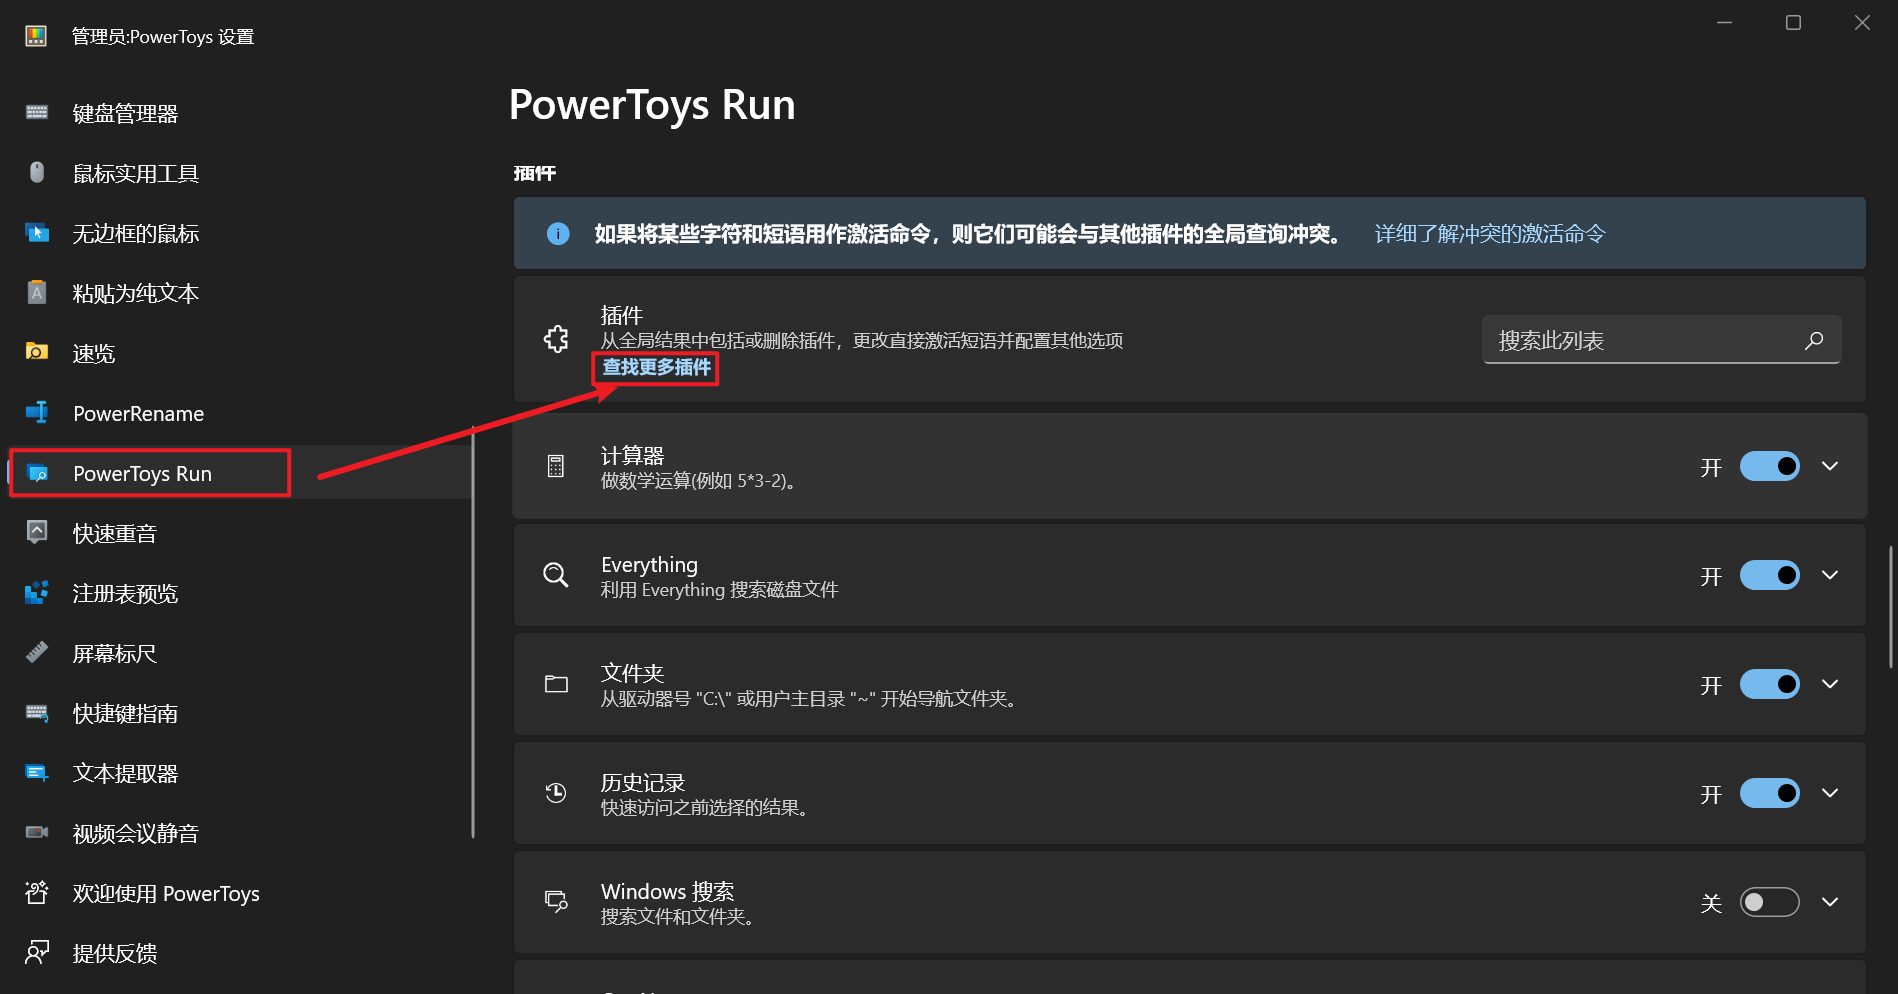 管理员:PowerToys 设置
键盘管理器
鼠标实用工具
无边框的鼠标
粘贴为纯文本
速览
PowerRename
PowerToys Run
快速重音
注册表预览
屏幕标尺
快捷键指南
文本提取器
视频会议静音
欢迎使用 PowerToys
提供反馈
PowerToys Run
插件
如果将某些字符和短语用作激活命令，则它们可能会与其他插件的全局查询冲突。 详细了解冲突的激活命令
插件
从全局结果中包括或删除插件，更改直接激活短语并配置其他选项
查找更多插件
搜索此列表
计算器
做数学运算(例如 5*3-2)。
开
Everything
利用 Everything 搜索磁盘文件
开
文件夹
从驱动器号 "C:\" 或用户主目录 "~" 开始导航文件夹。
开
历史记录
快速访问之前选择的结果。
开
Windows 搜索
搜索文件和文件夹。
关